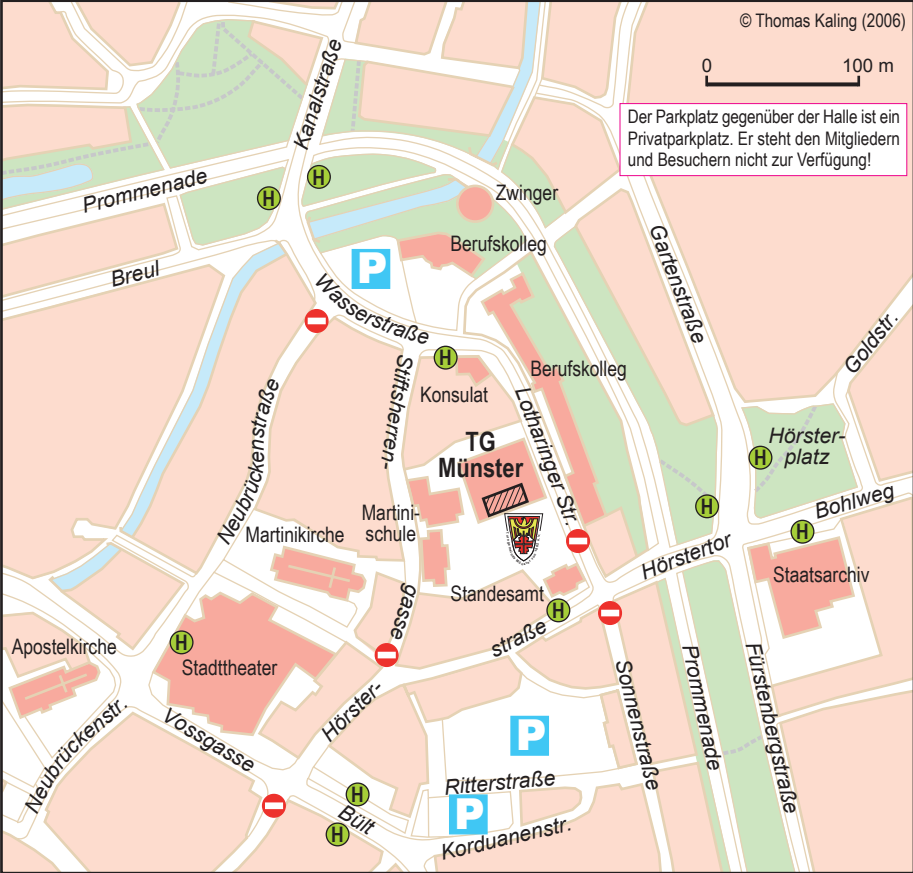 © Thomas Kaling (2006)
0 100 m
Der Parkplatz gegenüber der Halle ist ein
Privatparkplatz. Er steht den Mitgliedern
und Besuchern nicht zur Verfügung!
Kanalstraße
Prommenade
H
H
Zwinger
Berufskolleg
Breul
P
Wasserstraße
Gartenstraße
Goldstr.
H
Konsulat
Berufskolleg
Stiftsherren-
gasse
Neubrückenstraße
Lotharinger Str.
TG
Münster
Hörster-
platz
H
H
Bohlweg
H
Martini-
schule
Martinikirche
Hörstertor
Staatsarchiv
Standesamt
H
Hörster-
straße
Apostelkirche
H
Stadttheater
Neubrückenstr.
Vossgasse
Sonnenstraße
Prommenade
Fürstenbergstraße
P
Ritterstraße
H
Bült
H
P
Korduanenstr.